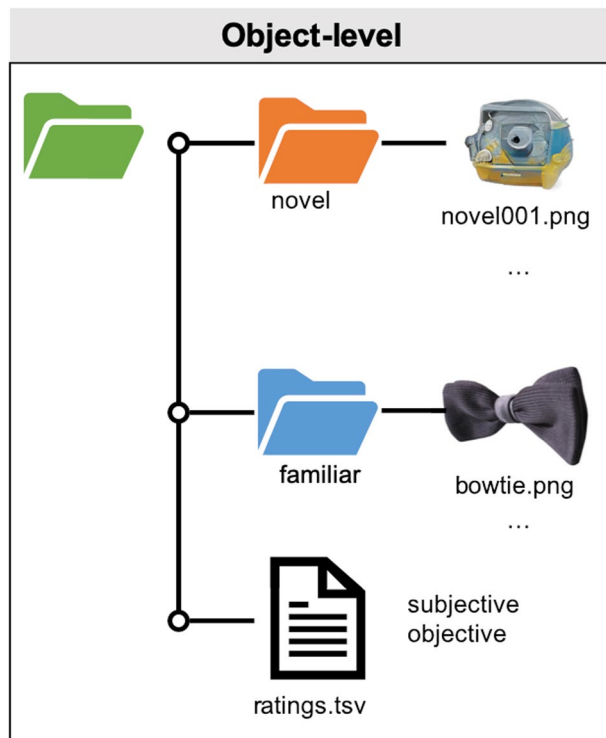 Object-level
novel
novel001.png
...
familiar
bowtie.png
...
subjective
objective
ratings.tsv